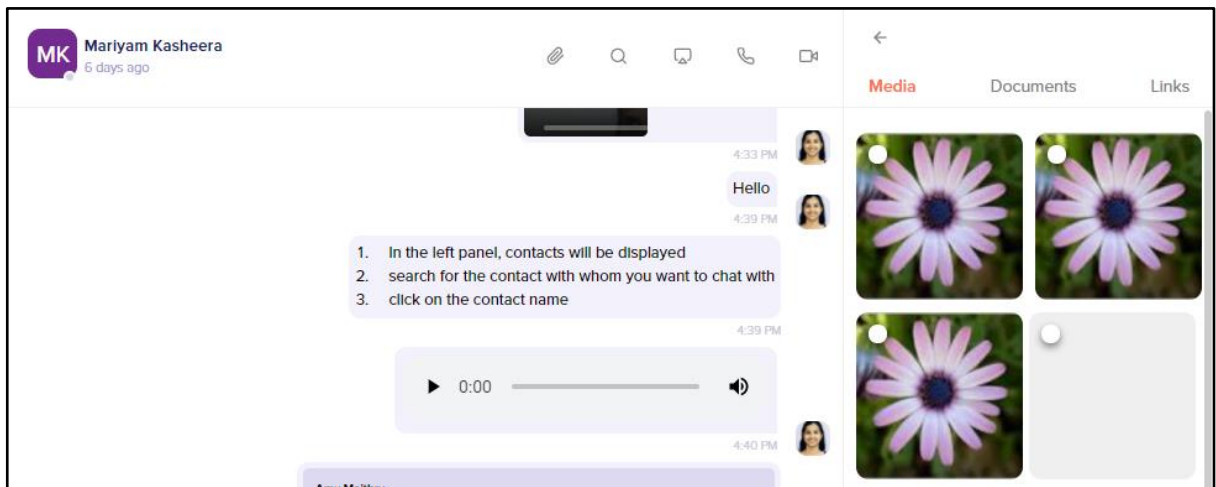 MK
Mariyam Kasheera
6 days ago
Media
Documents
Links
4:33 PM
Hello
4:39 PM
1. In the left panel, contacts will be displayed
2. search for the contact with whom you want to chat with
3. click on the contact name
4:39 PM
0:00
4:40 PM